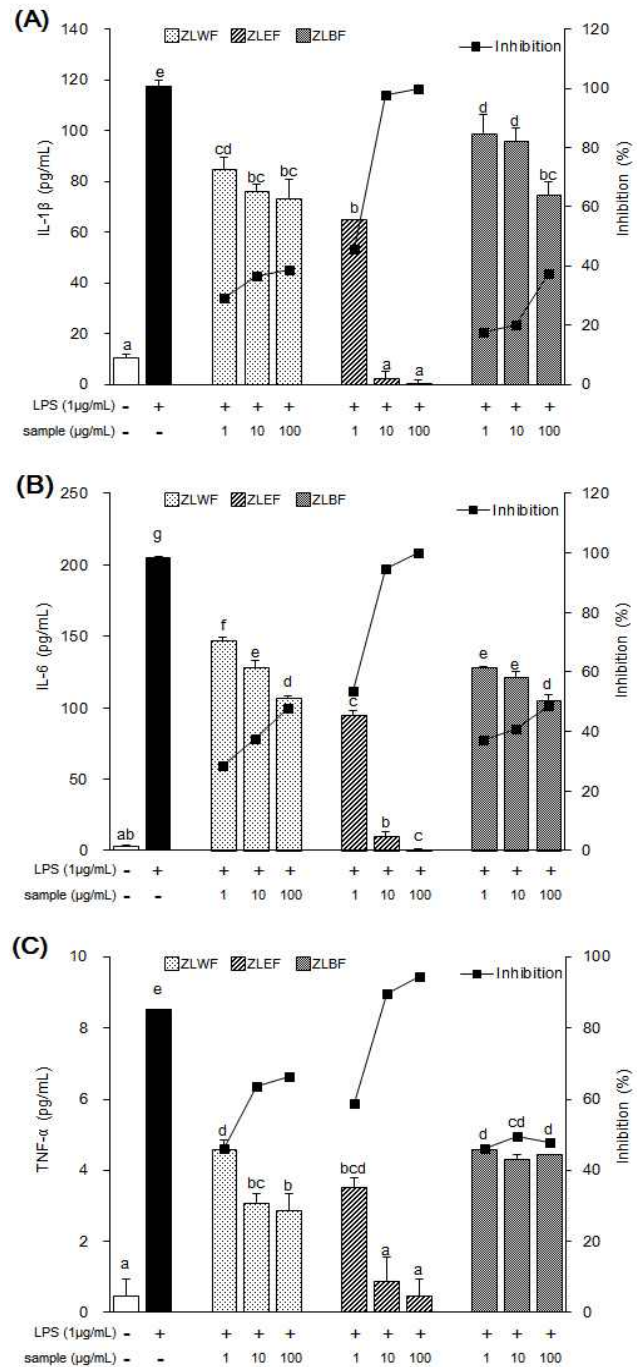 (A)
ZLWF ZLEF ZLBF Inhibition
IL-1β (pg/mL)
140
120
100
80
60
40
20
0
Inhibition (%)
120
100
80
60
40
20
0
a e cd bc bc b a a d d bc
LPS (1µg/mL) - + + + + + + + + + +
sample (µg/mL) - - 1 10 100 1 10 100 1 10 100
(B)
ZLWF ZLEF ZLBF Inhibition
IL-6 (pg/mL)
250
200
150
100
50
0
Inhibition (%)
120
100
80
60
40
20
0
ab g f e d c b c e e d
LPS (1µg/mL) - + + + + + + + + + +
sample (µg/mL) - - 1 10 100 1 10 100 1 10 100
(C)
ZLWF ZLEF ZLBF Inhibition
TNF-α (pg/mL)
10
8
6
4
2
0
Inhibition (%)
100
80
60
40
20
0
a e d bc b bcd a a d cd d
LPS (1µg/mL) - + + + + + + + + + +
sample (µg/mL) - - 1 10 100 1 10 100 1 10 100